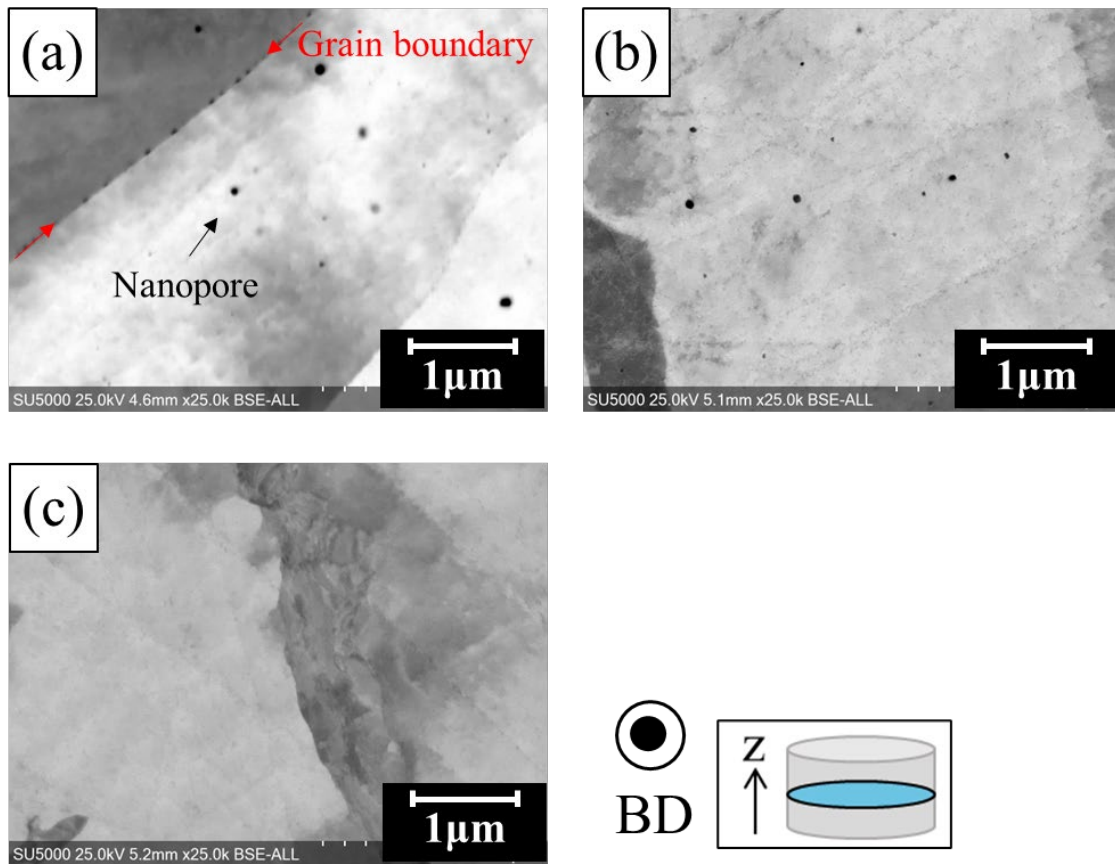 (a)
Grain boundary
Nanopore
1μm
SU5000 25.0kV 4.6mm x25.0k BSE-ALL
(b)
1μm
SU5000 25.0kV 5.1mm x25.0k BSE-ALL
(c)
1μm
SU5000 25.0kV 5.2mm x25.0k BSE-ALL
BD
z